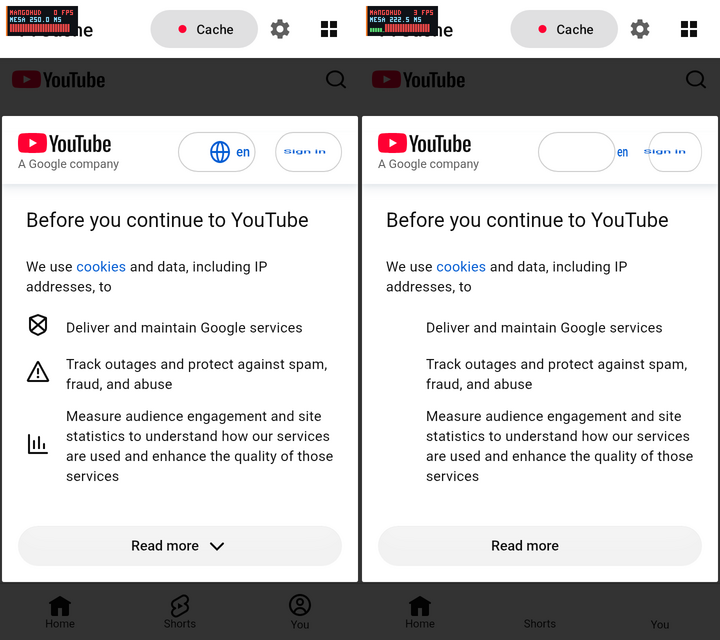 MANGOHUD 0 FPS
MESA 250.0 MS
he
Cache
YouTube
YouTube
A Google company
en
Sign in
Before you continue to YouTube
We use cookies and data, including IP
addresses, to
Deliver and maintain Google services
Track outages and protect against spam,
fraud, and abuse
Measure audience engagement and site
statistics to understand how our services
are used and enhance the quality of those
services
Read more
Home
Shorts
You
MANGOHUD 3 FPS
MESA 222.5 MS
he
Cache
YouTube
YouTube
A Google company
en
Sign in
Before you continue to YouTube
We use cookies and data, including IP
addresses, to
Deliver and maintain Google services
Track outages and protect against spam,
fraud, and abuse
Measure audience engagement and site
statistics to understand how our services
are used and enhance the quality of those
services
Read more
Home
Shorts
You